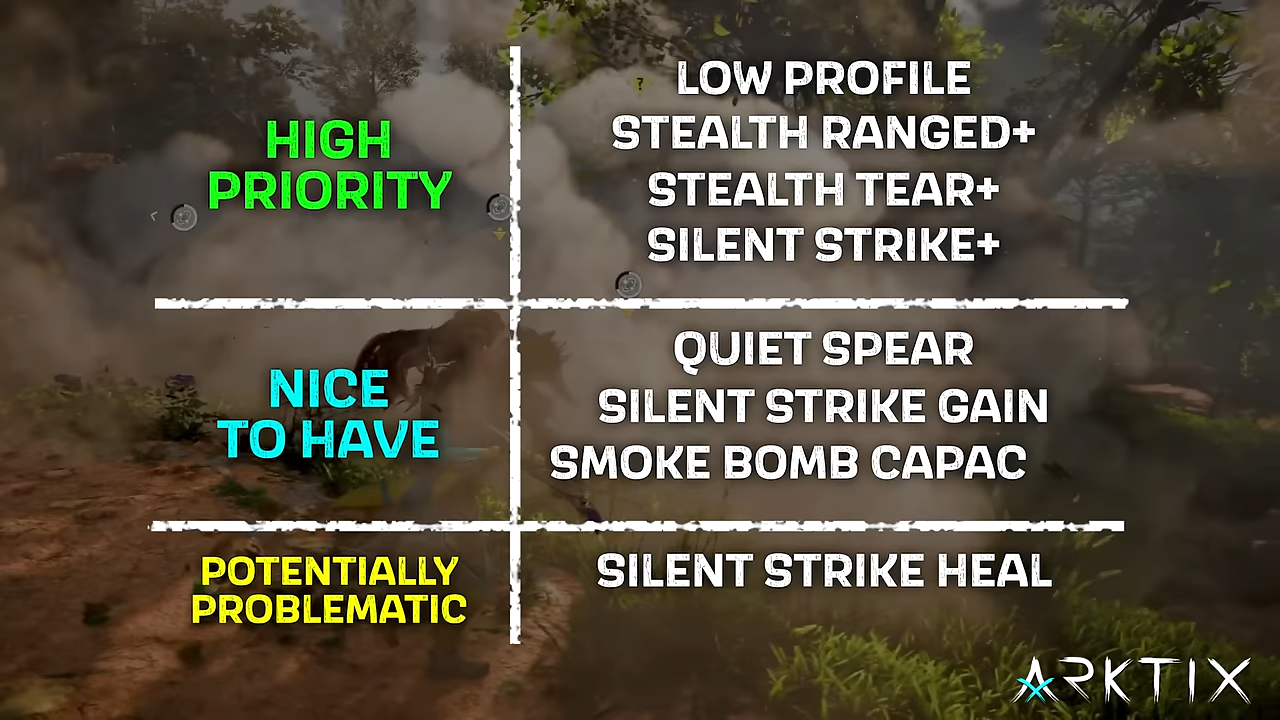 HIGH
PRIORITY
LOW PROFILE
STEALTH RANGED+
STEALTH TEAR+
SILENT STRIKE+
NICE
TO HAVE
QUIET SPEAR
SILENT STRIKE GAIN
SMOKE BOMB CAPAC
POTENTIALLY
PROBLEMATIC
SILENT STRIKE HEAL
ARKTIX